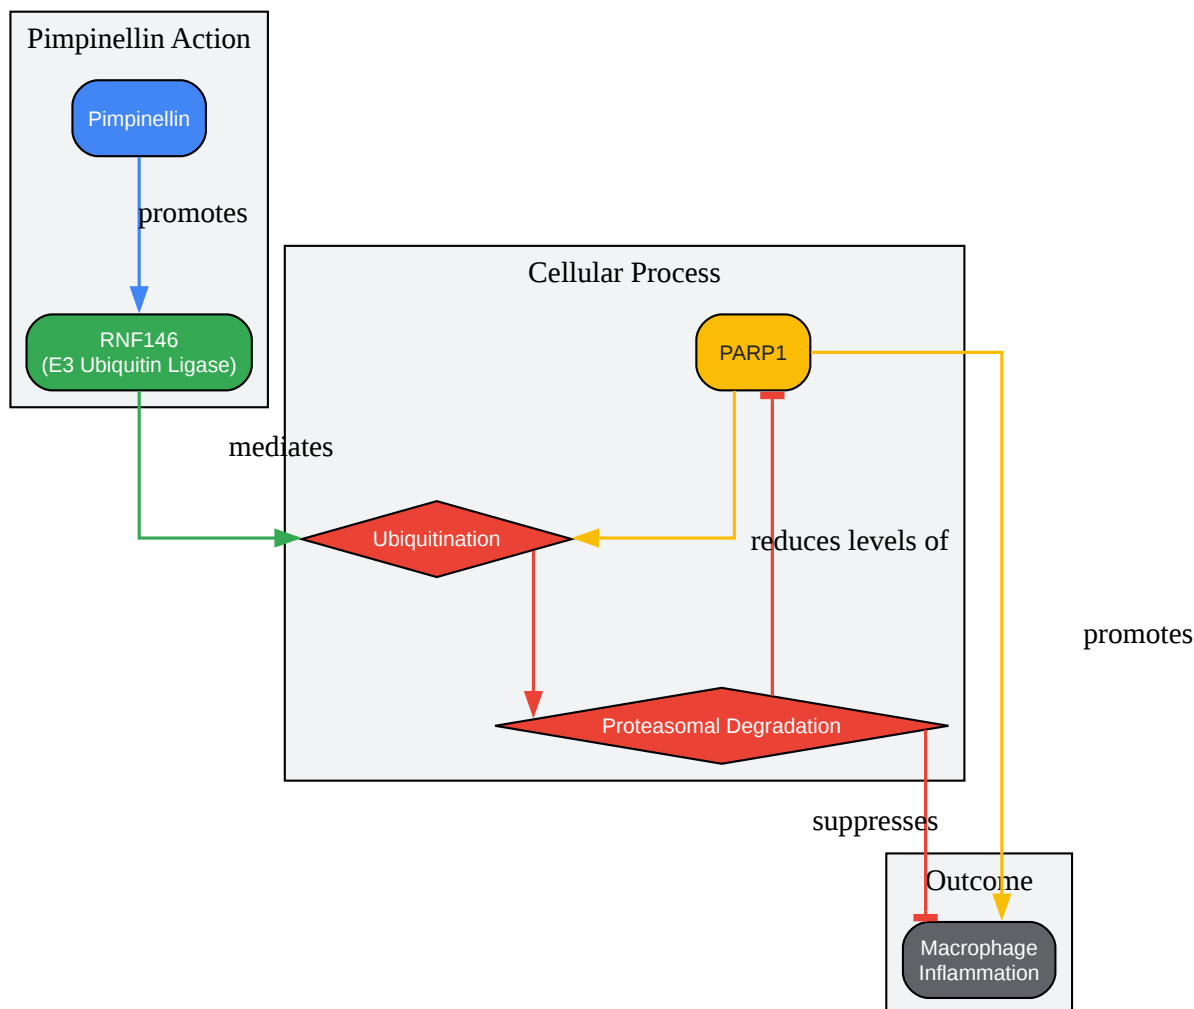 Pimpinellin Action
Pimpinellin
promotes
RNF146
(E3 Ubiquitin Ligase)
Cellular Process
PARP1
mediates
Ubiquitination
reduces levels of
promotes
Proteasomal Degradation
suppresses
Outcome
Macrophage
Inflammation